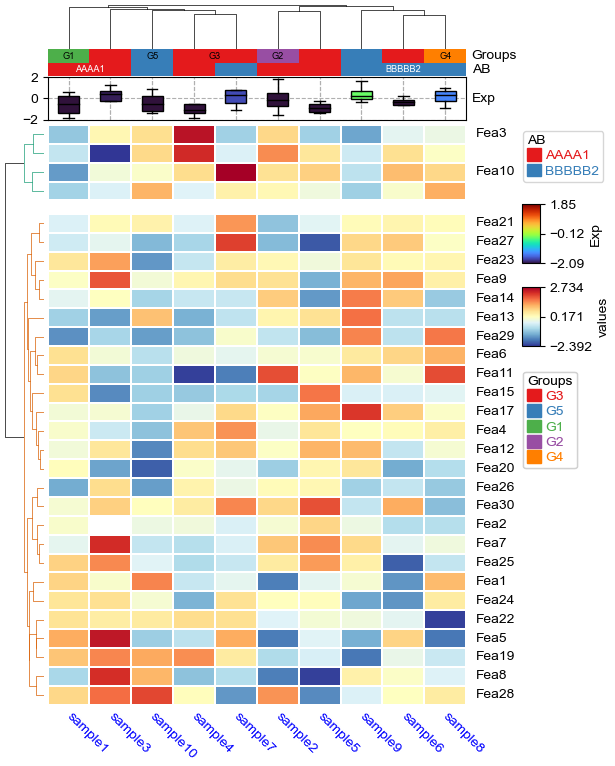 G1 G5 G3 G2 G4 Groups
AAAA1 BBBBB2 AB
2
0
−2
Exp
Fea3
Fea10
Fea21
Fea27
Fea23
Fea9
Fea14
Fea13
Fea29
Fea6
Fea11
Fea15
Fea17
Fea4
Fea12
Fea20
Fea26
Fea30
Fea2
Fea7
Fea25
Fea1
Fea24
Fea22
Fea5
Fea19
Fea8
Fea28
sample1 sample3 sample10 sample4 sample7 sample2 sample5 sample9 sample6 sample8
AB
AAAA1
BBBBB2
1.85
−0.12
−2.09
Exp
2.734
0.171
−2.392
values
Groups
G3
G5
G1
G2
G4